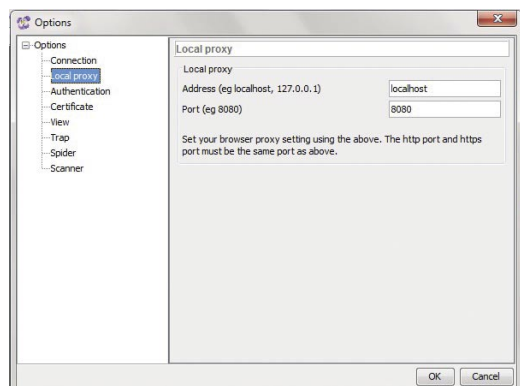 Options
Options
Connection
Local proxy
Authentication
Certificate
View
Trap
Spider
Scanner
Local proxy
Local proxy
Address (eg localhost, 127.0.0.1)
localhost
Port (eg 8080)
8080
Set your browser proxy setting using the above. The http port and https
port must be the same port as above.
OK
Cancel